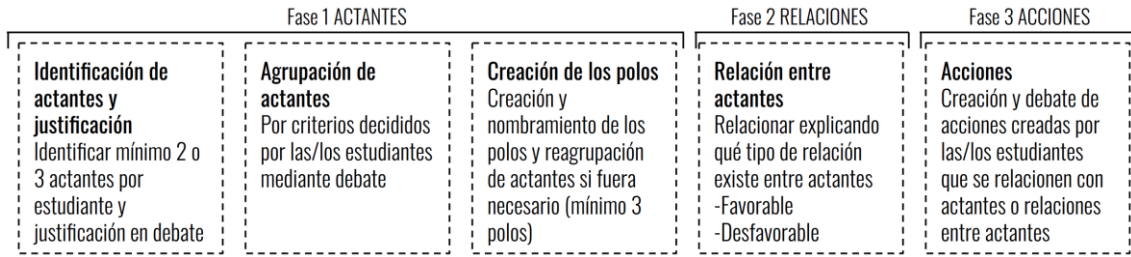 Fase 1 ACTANTES
Fase 2 RELACIONES
Fase 3 ACCIONES
Identificación de
actantes y
justificación
Identificar mínimo 2 o
3 actantes por
estudiante y
justificación en debate
Agrupación de
actantes
Por criterios decididos
por las/los estudiantes
mediante debate
Creación de los polos
Creación y
nombramiento de los
polos y reagrupación
de actantes si fuera
necesario (mínimo 3
polos)
Relación entre
actantes
Relacionar explicando
qué tipo de relación
existe entre actantes
-Favorable
-Desfavorable
Acciones
Creación y debate de
acciones creadas por
las/los estudiantes
que se relacionen con
actantes o relaciones
entre actantes